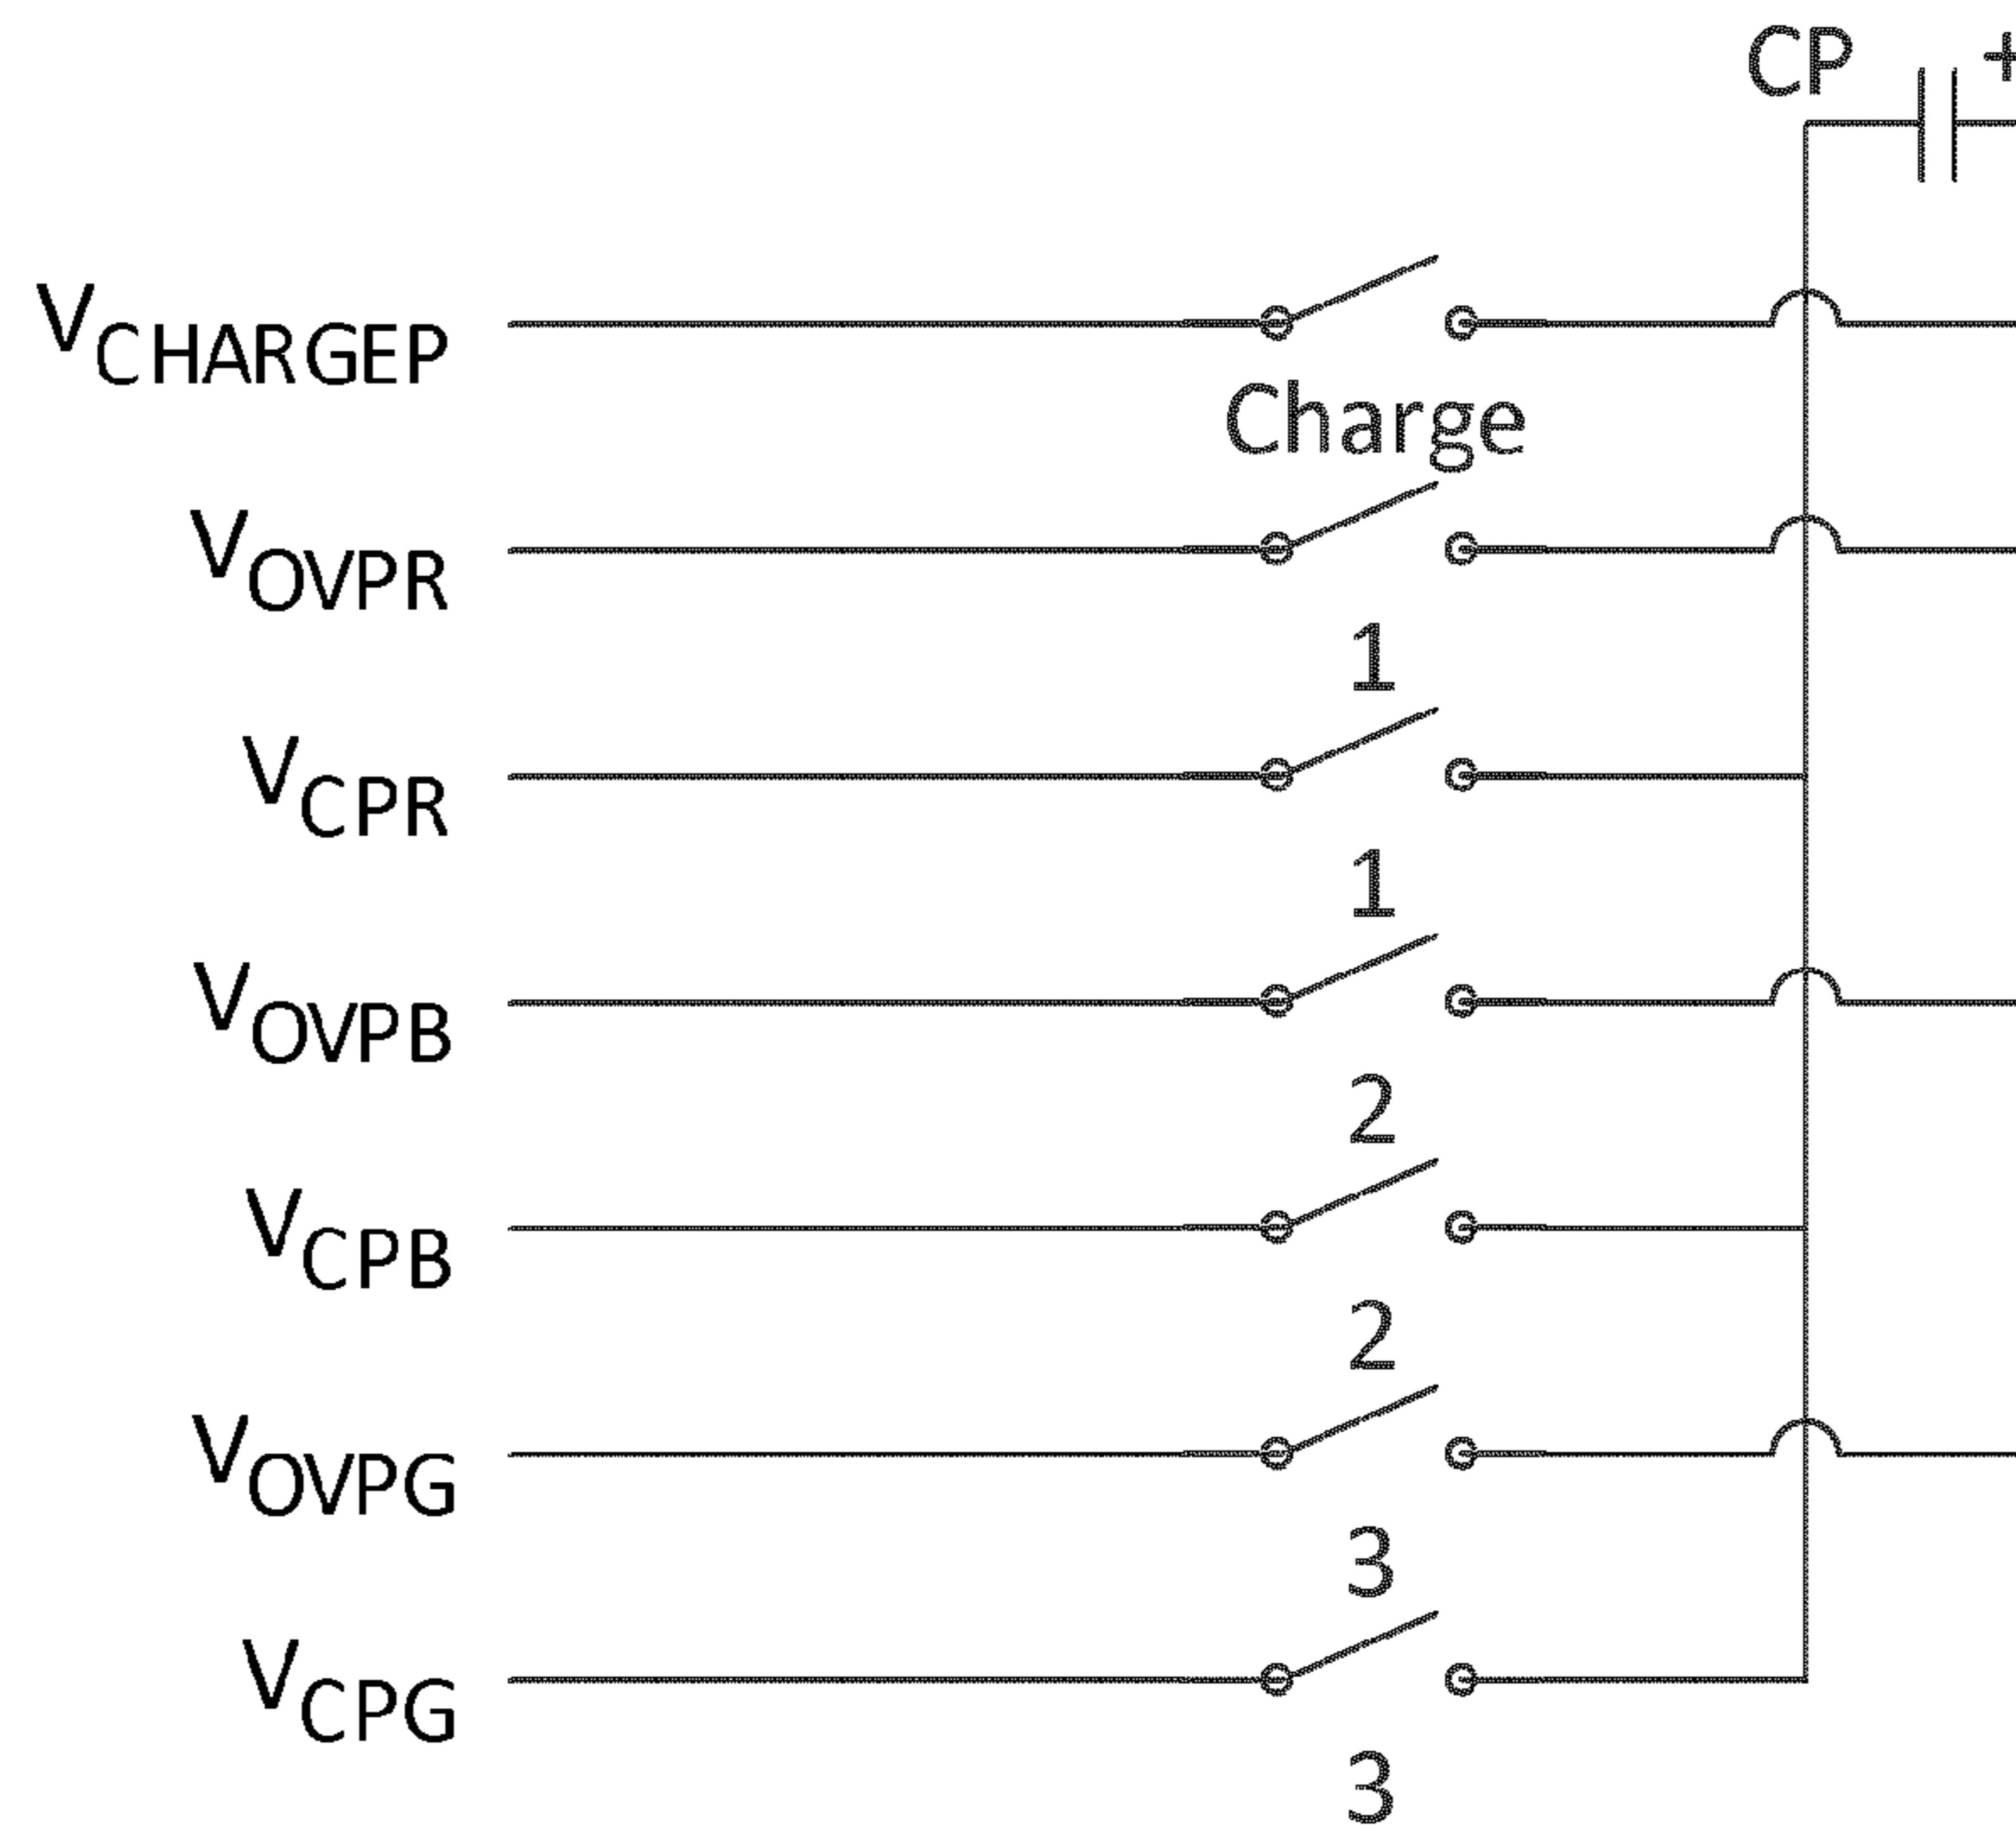 CP +
VCHARGEP
Charge
VOVPR
1
VCPR
1
VOVPB
2
VCPB
2
VOVPG
3
VCPG
3